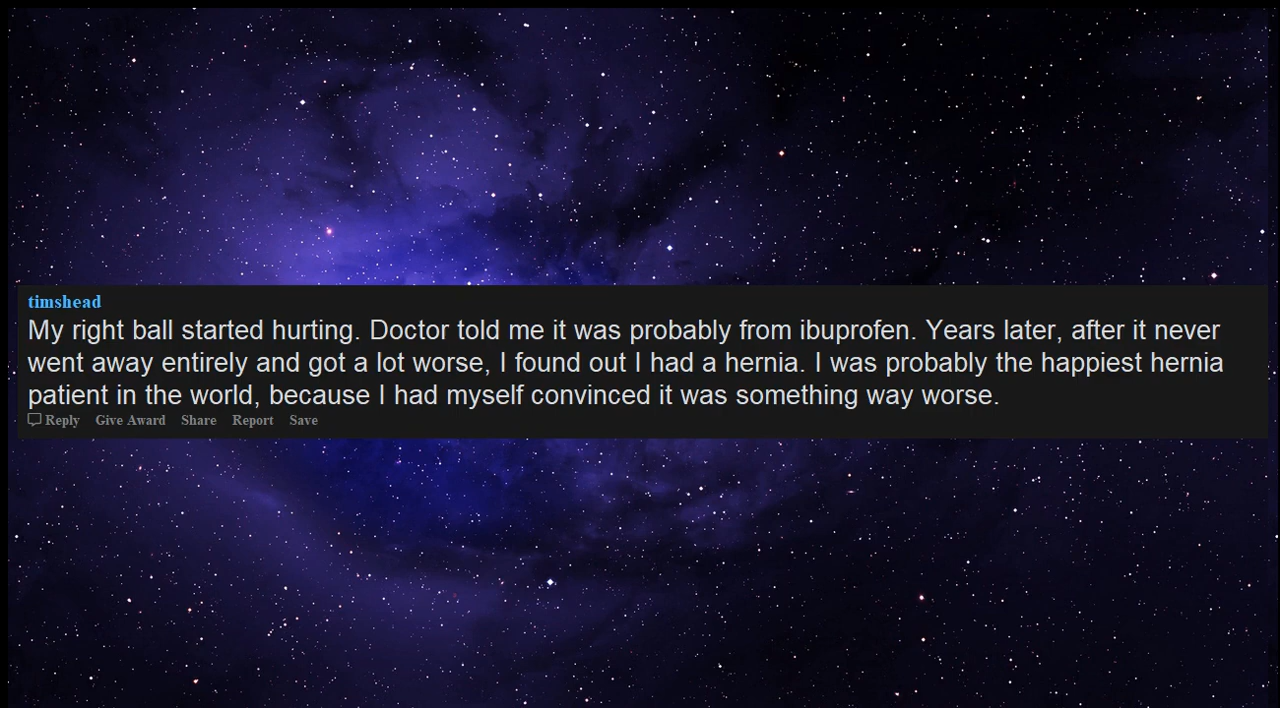 timshead
My right ball started hurting. Doctor told me it was probably from ibuprofen. Years later, after it never
went away entirely and got a lot worse, I found out I had a hernia. I was probably the happiest hernia
patient in the world, because I had myself convinced it was something way worse.
Reply Give Award Share Report Save